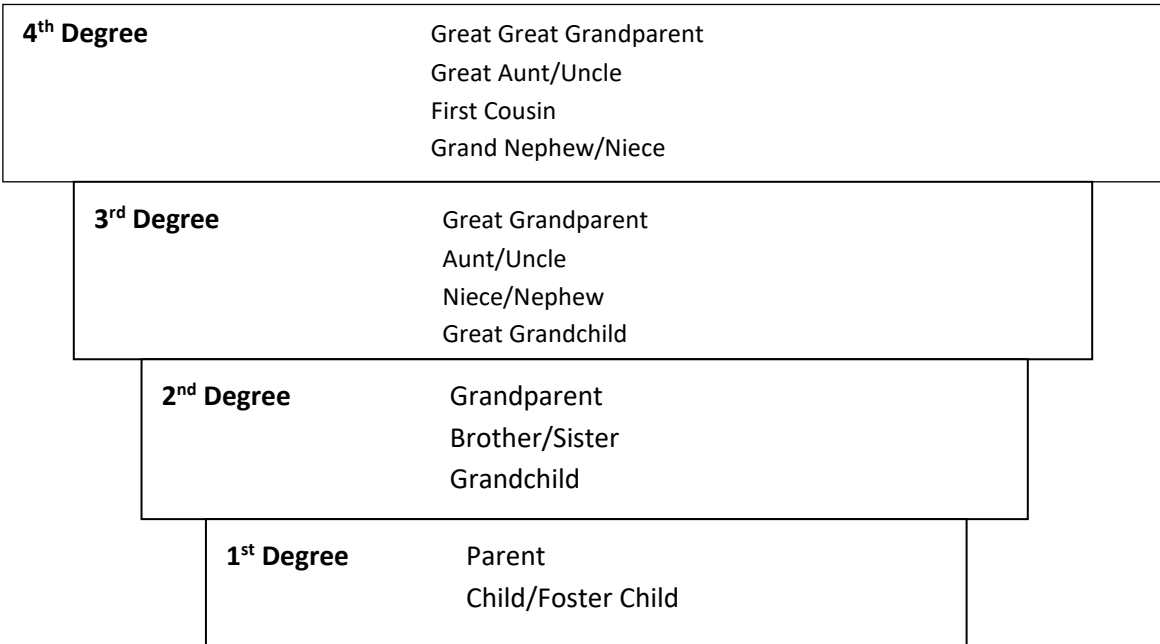 4th Degree Great Great Grandparent
Great Aunt/Uncle
First Cousin
Grand Nephew/Niece
3rd Degree Great Grandparent
Aunt/Uncle
Niece/Nephew
Great Grandchild
2nd Degree Grandparent
Brother/Sister
Grandchild
1st Degree Parent
Child/Foster Child